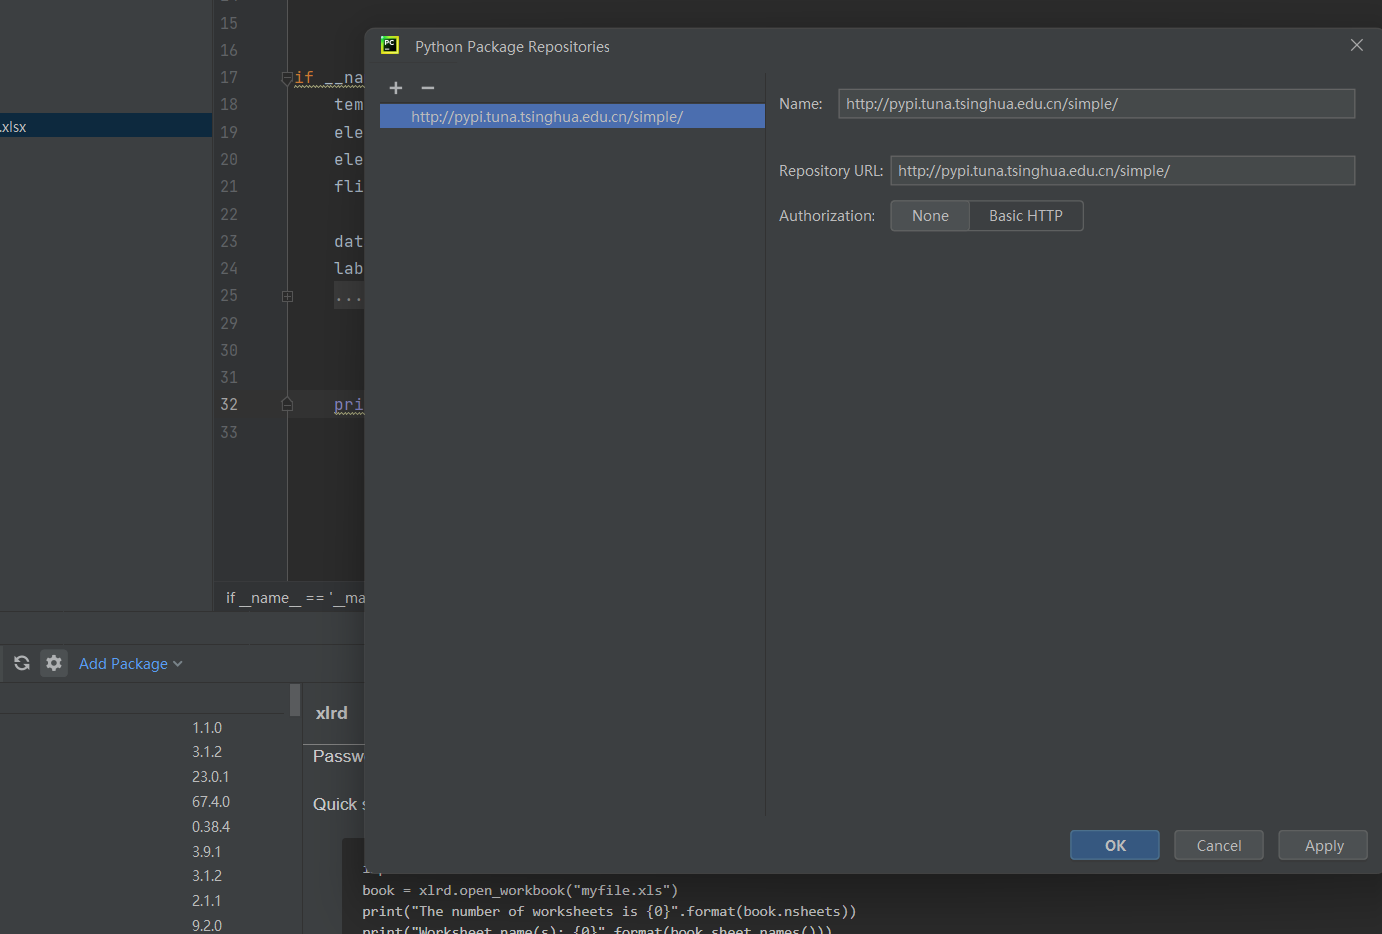 15
16
17 if __na
18 tem
19 ele
20 ele
21 fli
22
23 dat
24 lab
25 ...
29
30
31
32 pri
33
.xlsx
if __name__ == '__ma
Add Package
1.1.0
3.1.2
23.0.1
67.4.0
0.38.4
3.9.1
3.1.2
2.1.1
9.2.0
xlrd
Passw
Quick s
book = xlrd.open_workbook("myfile.xls")
print("The number of worksheets is {0}".format(book.nsheets))
print("Worksheet name(s): {0}".format(book.sheet_names()))
PC
Python Package Repositories
http://pypi.tuna.tsinghua.edu.cn/simple/
Name: http://pypi.tuna.tsinghua.edu.cn/simple/
Repository URL: http://pypi.tuna.tsinghua.edu.cn/simple/
Authorization: None Basic HTTP
OK Cancel Apply